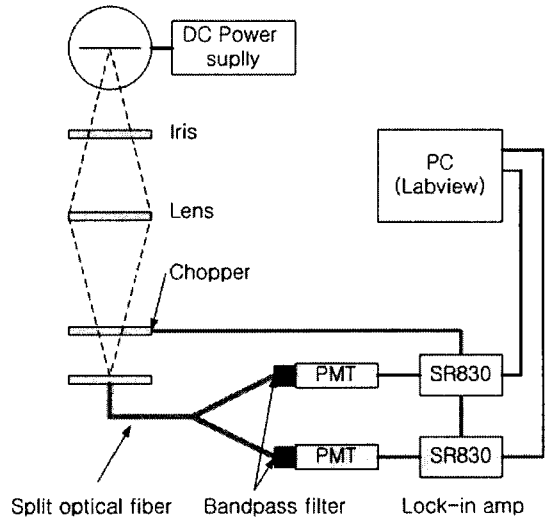 DC Power
suplly
Iris
PC
(Labview)
Lens
Chopper
PMT
SR830
PMT
SR830
Split optical fiber
Bandpass filter
Lock-in amp